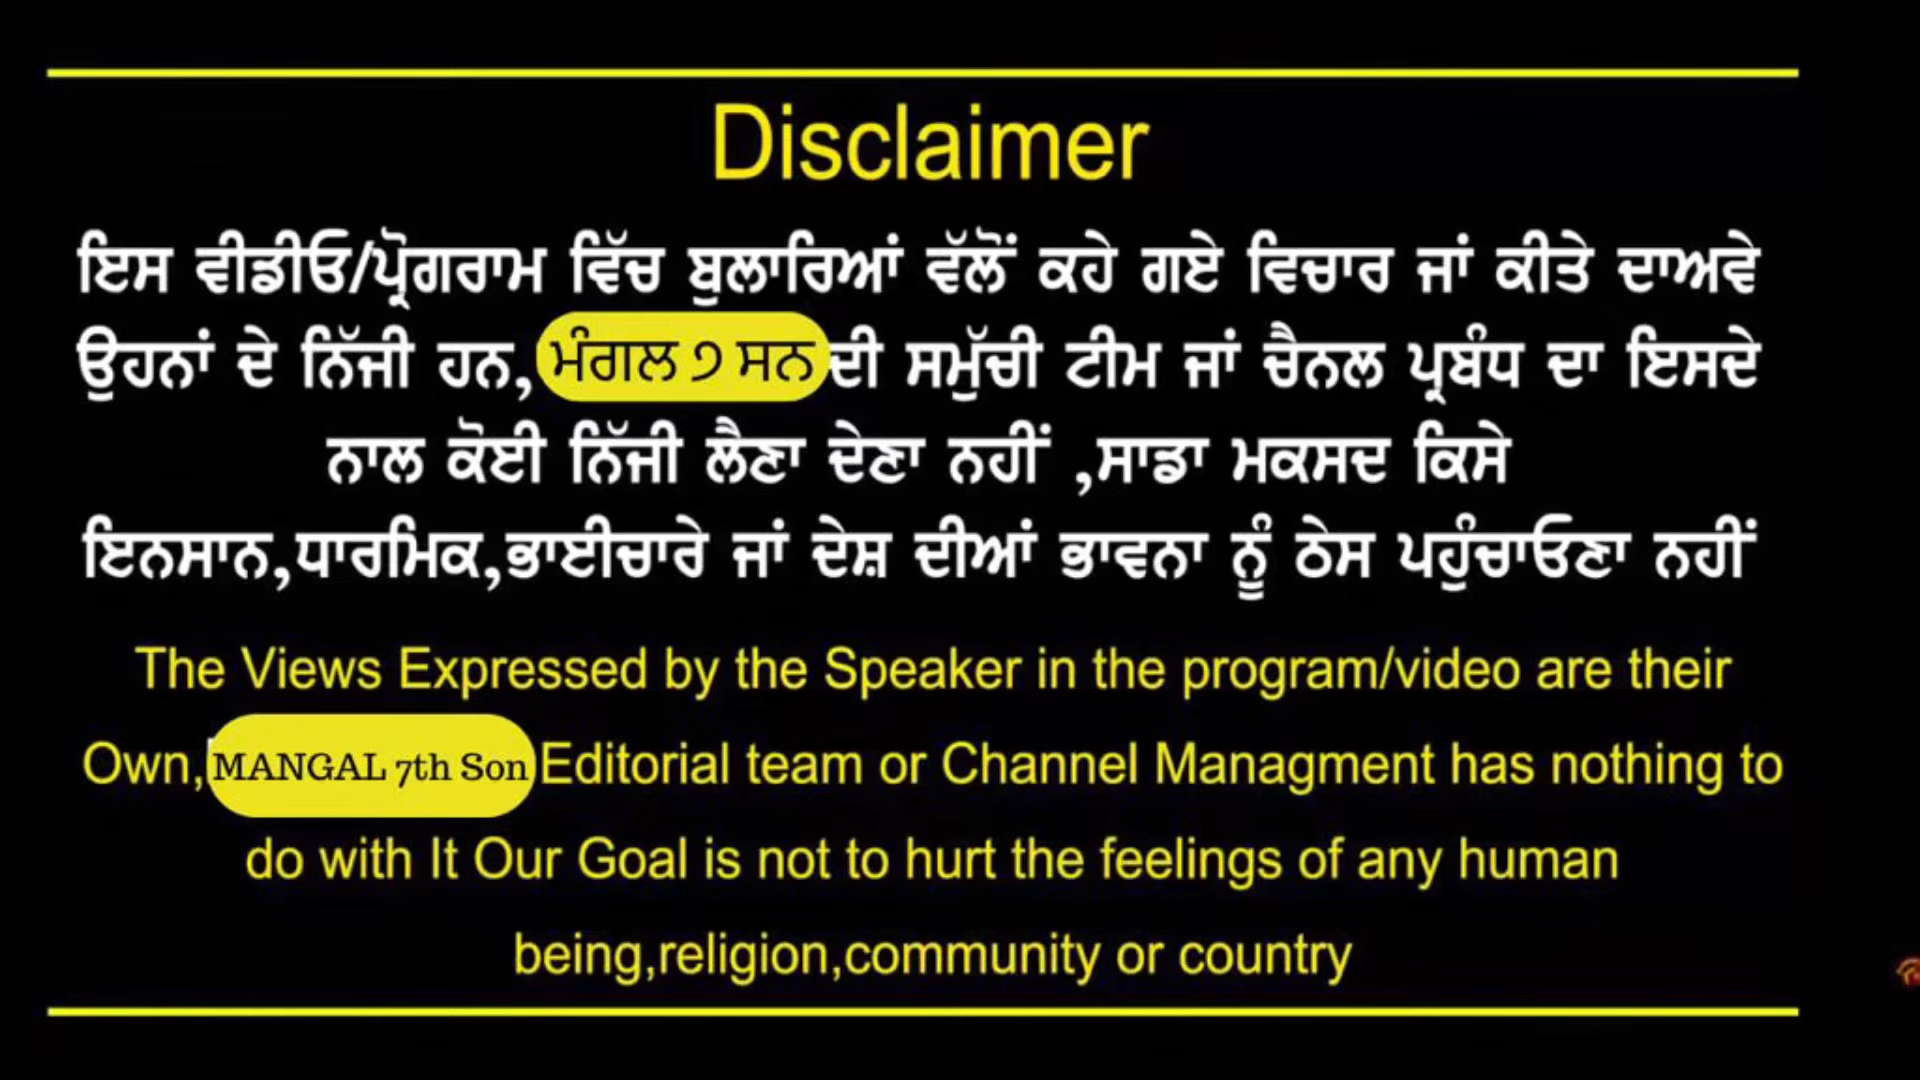 Disclaimer
ਇਸ ਵੀਡੀਓ/ਪ੍ਰੋਗਰਾਮ ਵਿੱਚ ਬੁਲਾਰਿਆਂ ਵੱਲੋਂ ਕਹੇ ਗਏ ਵਿਚਾਰ ਜਾਂ ਕੀਤੇ ਦਾਅਵੇ
ਉਹਨਾਂ ਦੇ ਨਿੱਜੀ ਹਨ, ਮੰਗਲ ੭ ਸਨ ਦੀ ਸਮੁੱਚੀ ਟੀਮ ਜਾਂ ਚੈਨਲ ਪ੍ਰਬੰਧ ਦਾ ਇਸਦੇ
ਨਾਲ ਕੋਈ ਨਿੱਜੀ ਲੈਣਾ ਦੇਣਾ ਨਹੀਂ ,ਸਾਡਾ ਮਕਸਦ ਕਿਸੇ
ਇਨਸਾਨ,ਧਾਰਮਿਕ,ਭਾਈਚਾਰੇ ਜਾਂ ਦੇਸ਼ ਦੀਆਂ ਭਾਵਨਾ ਨੂੰ ਠੇਸ ਪਹੁੰਚਾਓਣਾ ਨਹੀਂ
The Views Expressed by the Speaker in the program/video are their
Own, MANGAL 7th Son Editorial team or Channel Managment has nothing to
do with It Our Goal is not to hurt the feelings of any human
being,religion,community or country